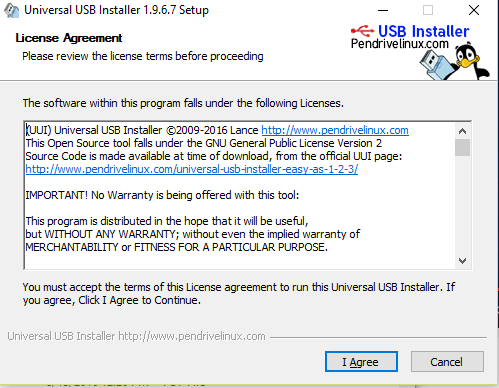 Universal USB Installer 1.9.6.7 Setup
License Agreement
Please review the license terms before proceeding
USB Installer
Pendrivelinux.com
The software within this program falls under the following Licenses.
(UUI) Universal USB Installer ©2009-2016 Lance http://www.pendrivelinux.com
This Open Source tool falls under the GNU General Public License Version 2
Source Code is made available at time of download, from the official UUI page:
http://www.pendrivelinux.com/universal-usb-installer-easy-as-1-2-3/
IMPORTANT! No Warranty is being offered with this tool:
This program is distributed in the hope that it will be useful,
but WITHOUT ANY WARRANTY; without even the implied warranty of
MERCHANTABILITY or FITNESS FOR A PARTICULAR PURPOSE.
You must accept the terms of this License agreement to run this Universal USB Installer. If
you agree, Click I Agree to Continue.
Universal USB Installer http://www.pendrivelinux.com
I Agree
Cancel